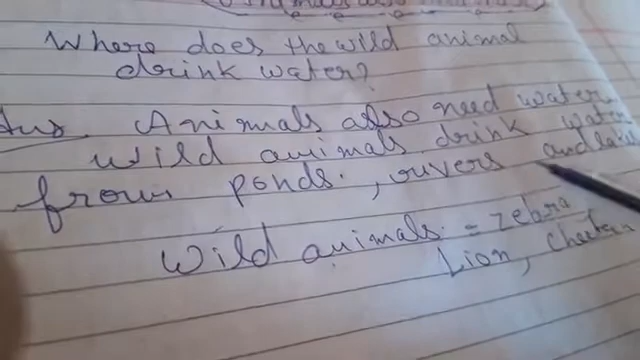 Where does the wild animal
drink water?
Ans. Animals also need water
Wild animals drink water
from ponds., rivers and
Wild animals. = Zebra
Lion, Cheetah